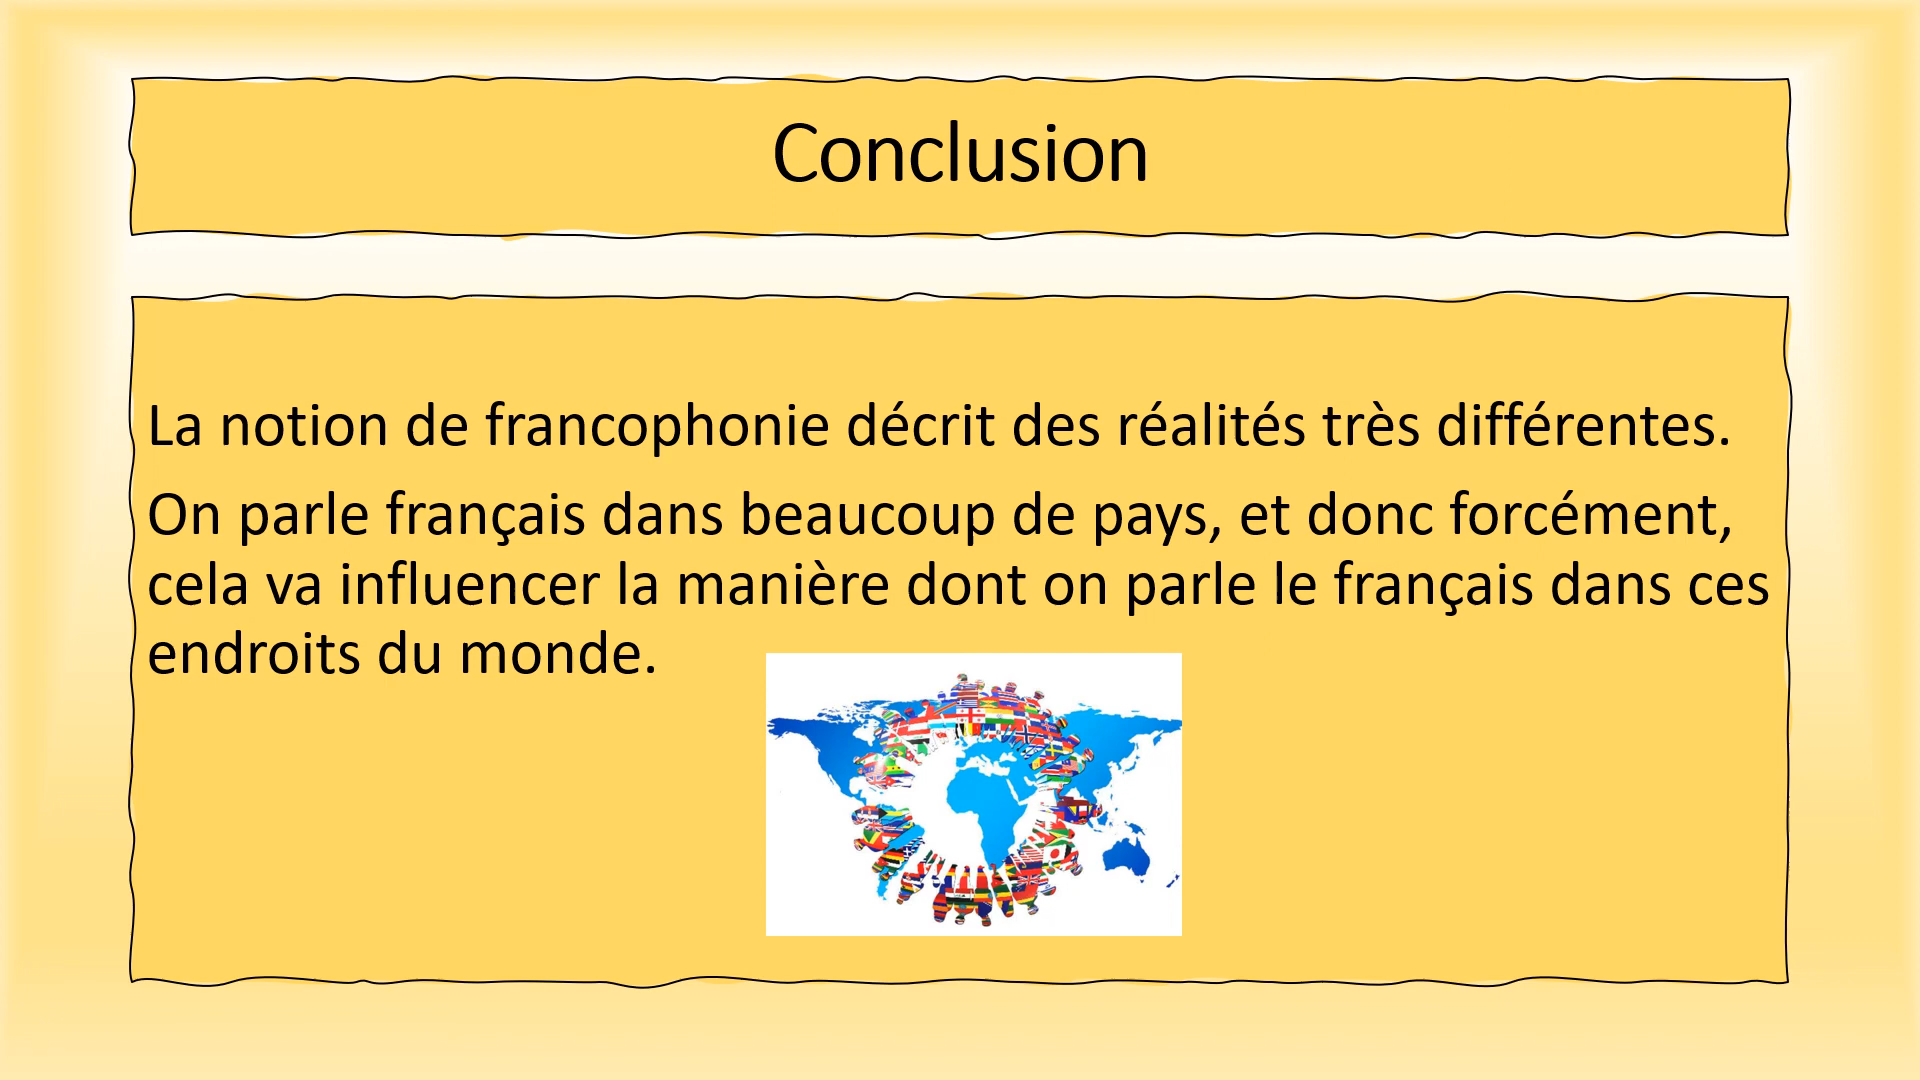 Conclusion
La notion de francophonie décrit des réalités très différentes.
On parle français dans beaucoup de pays, et donc forcément,
cela va influencer la manière dont on parle le français dans ces
endroits du monde.